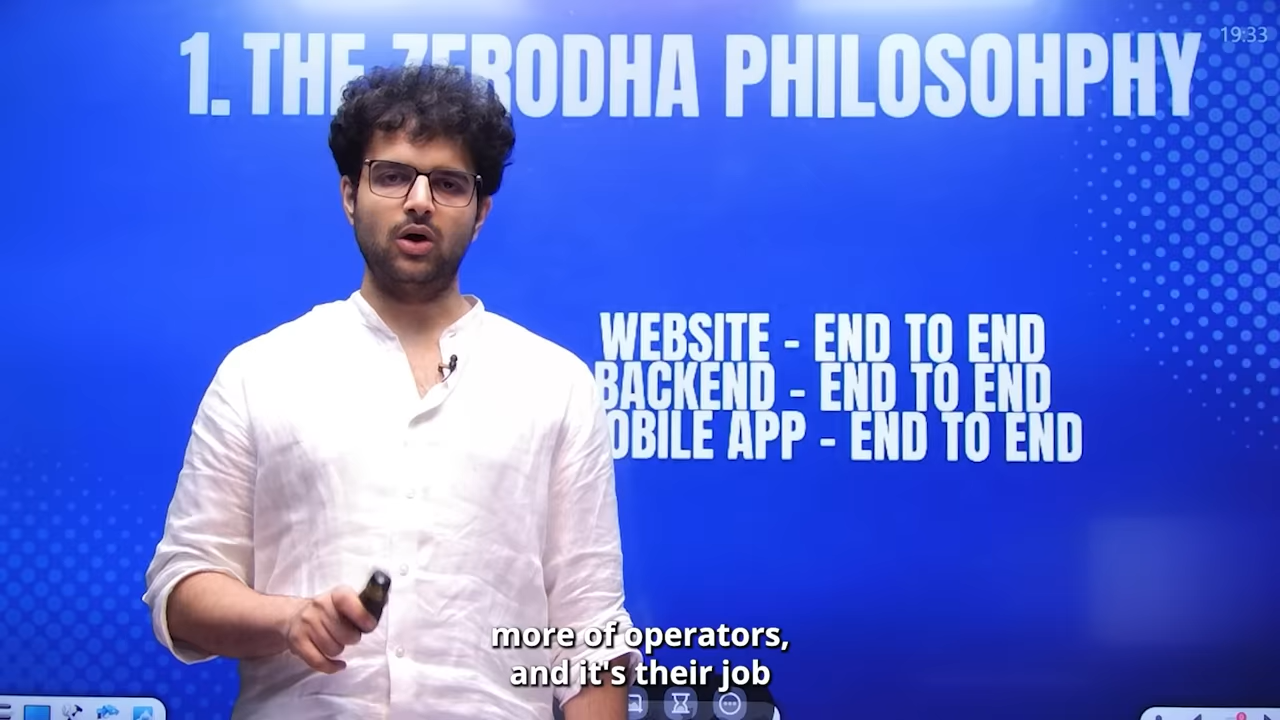 1. THE ZERODHA PHILOSOHPHY
19:33
WEBSITE - END TO END
BACKEND - END TO END
OBILE APP - END TO END
more of operators,
and it's their job